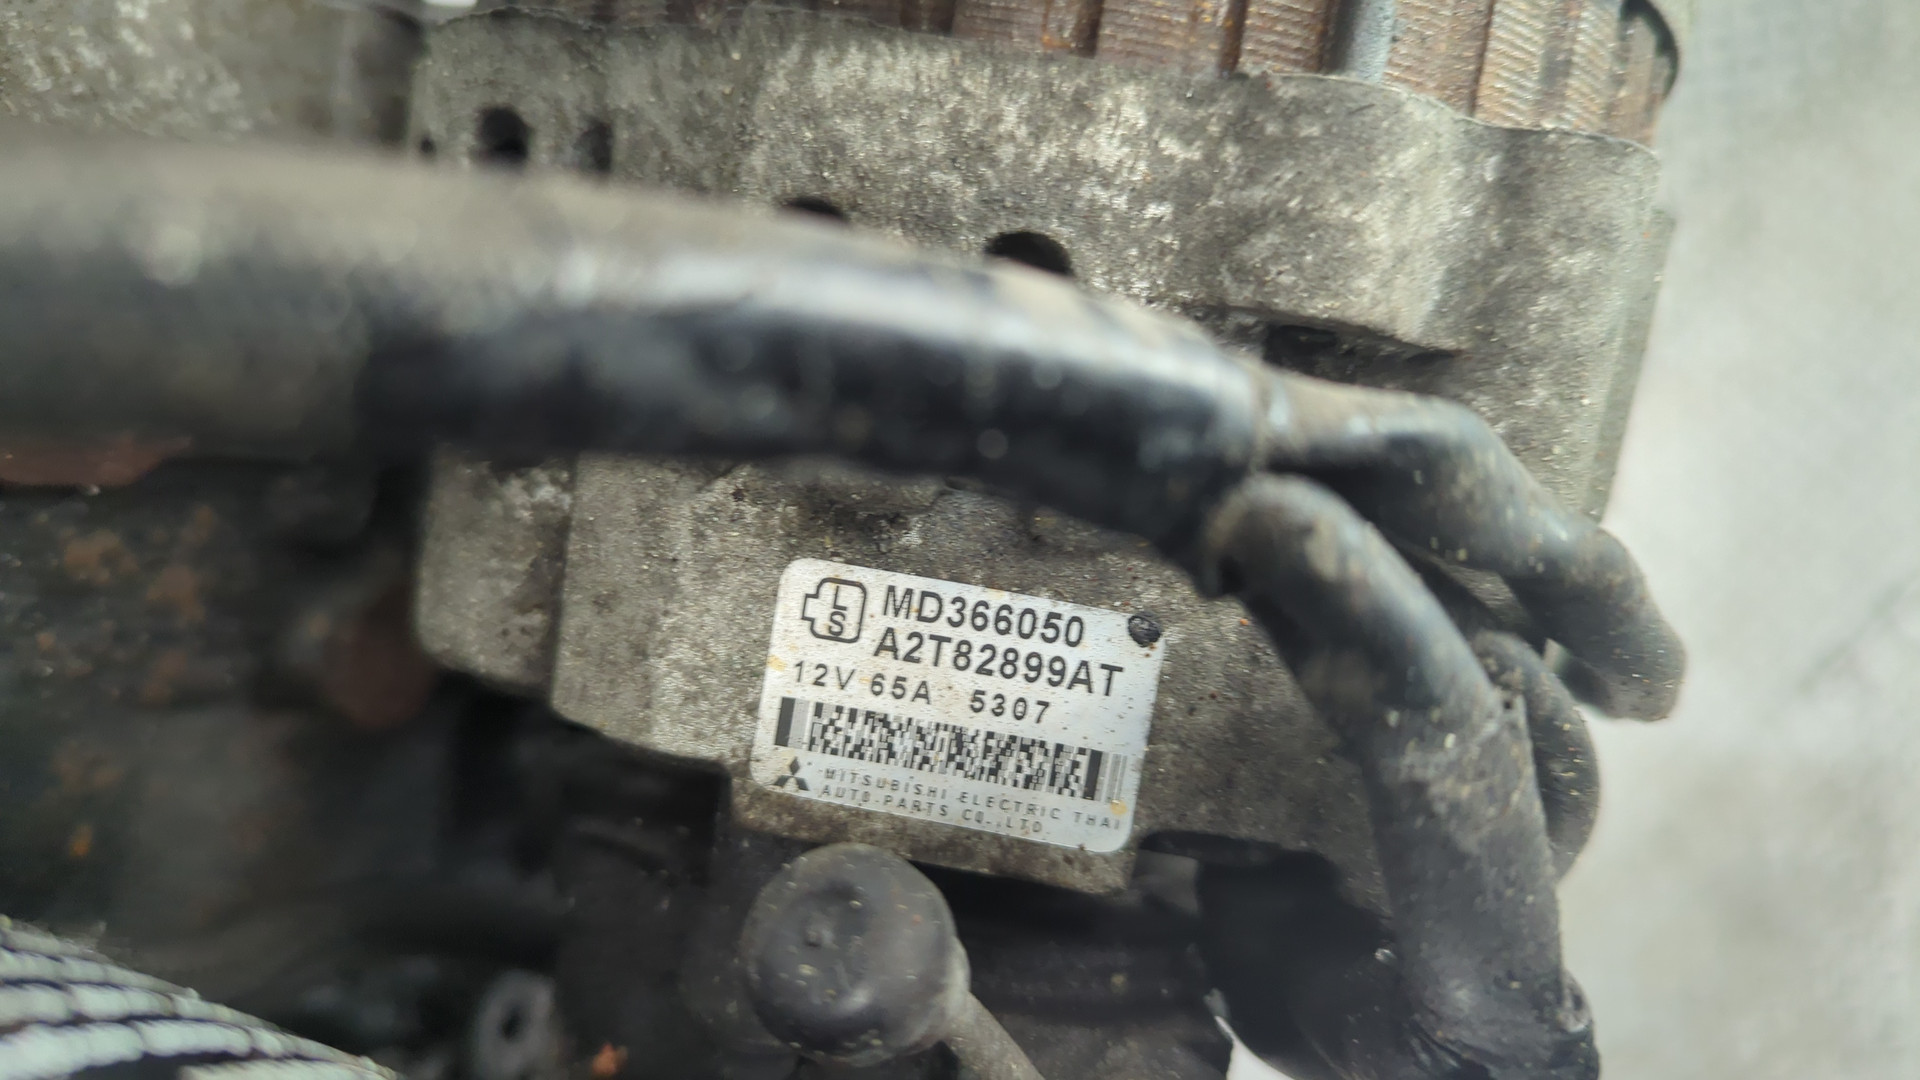 L
S
MD366050
A2T82899AT
12V 65A 5307
MITSUBISHI ELECTRIC THAI
AUTO-PARTS CO.,LTD.